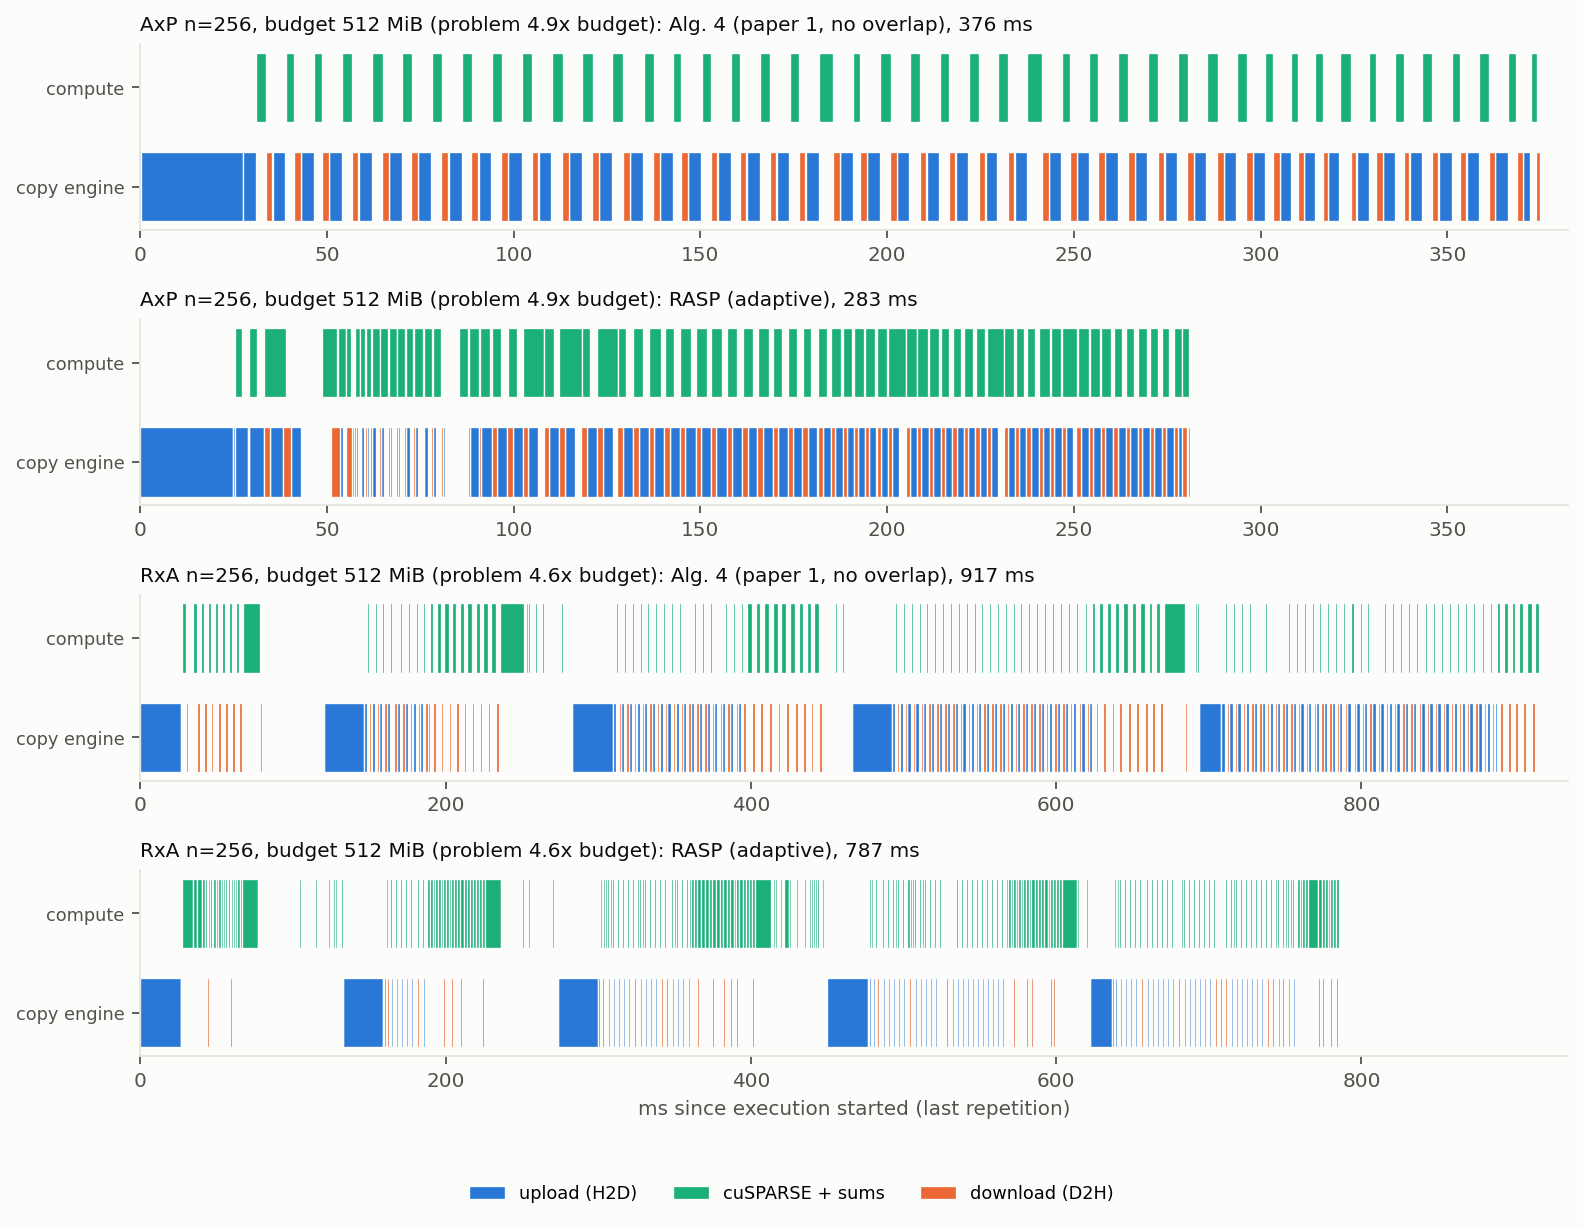 AxP n=256, budget 512 MiB (problem 4.9x budget): Alg. 4 (paper 1, no overlap), 376 ms
compute
copy engine
0 50 100 150 200 250 300 350
AxP n=256, budget 512 MiB (problem 4.9x budget): RASP (adaptive), 283 ms
compute
copy engine
0 50 100 150 200 250 300 350
RxA n=256, budget 512 MiB (problem 4.6x budget): Alg. 4 (paper 1, no overlap), 917 ms
compute
copy engine
0 200 400 600 800
RxA n=256, budget 512 MiB (problem 4.6x budget): RASP (adaptive), 787 ms
compute
copy engine
0 200 400 600 800
ms since execution started (last repetition)
upload (H2D) cuSPARSE + sums download (D2H)